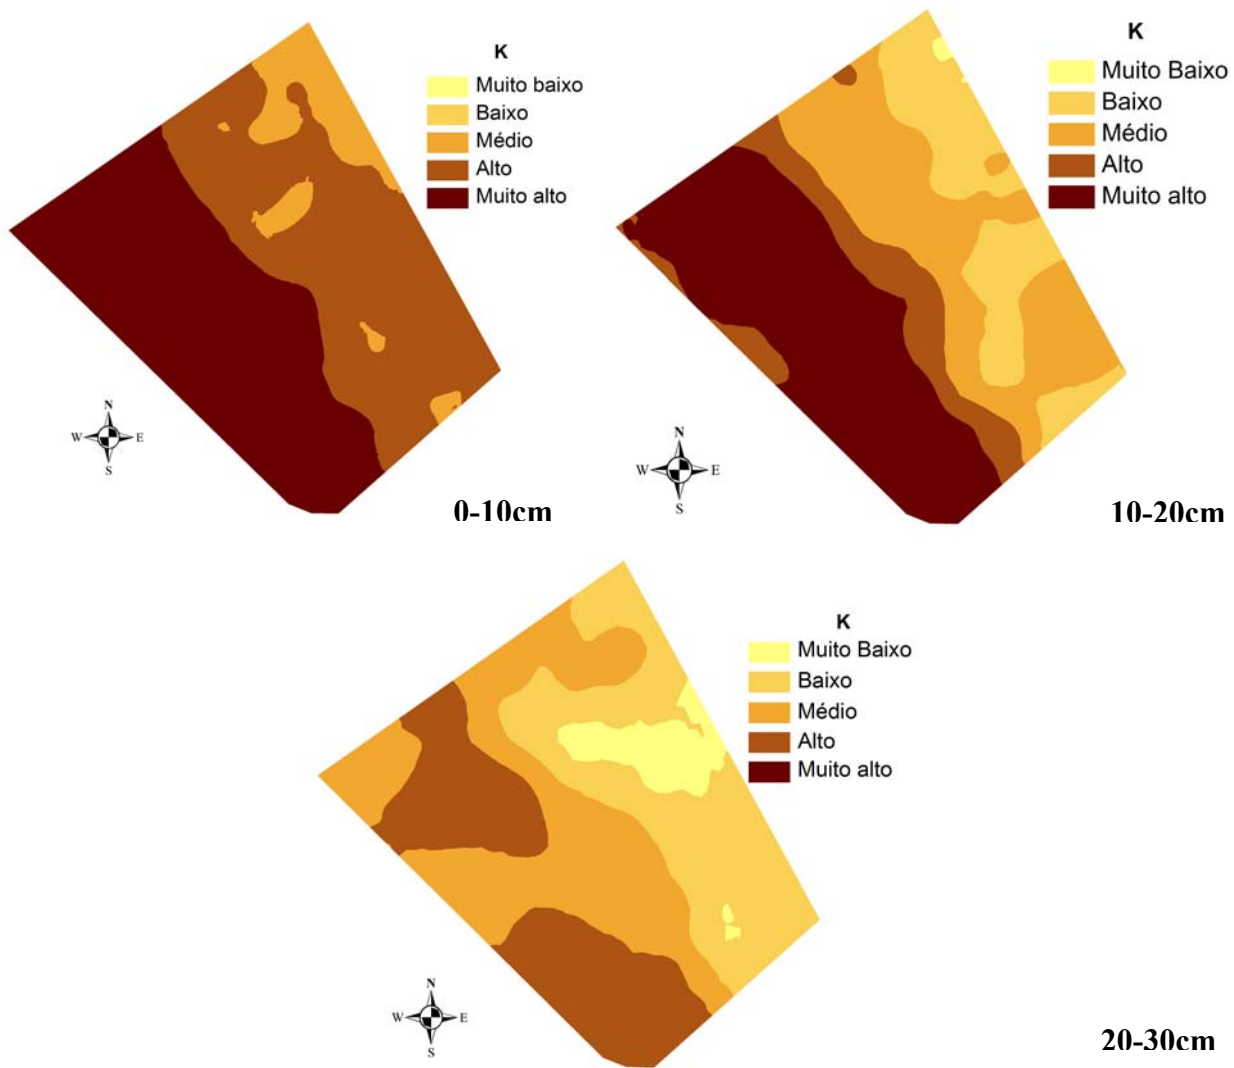 K
Muito baixo
Baixo
Médio
Alto
Muito alto
N
W E
S
0-10cm
K
Muito Baixo
Baixo
Médio
Alto
Muito alto
N
W E
S
10-20cm
K
Muito Baixo
Baixo
Médio
Alto
Muito alto
N
W E
S
20-30cm